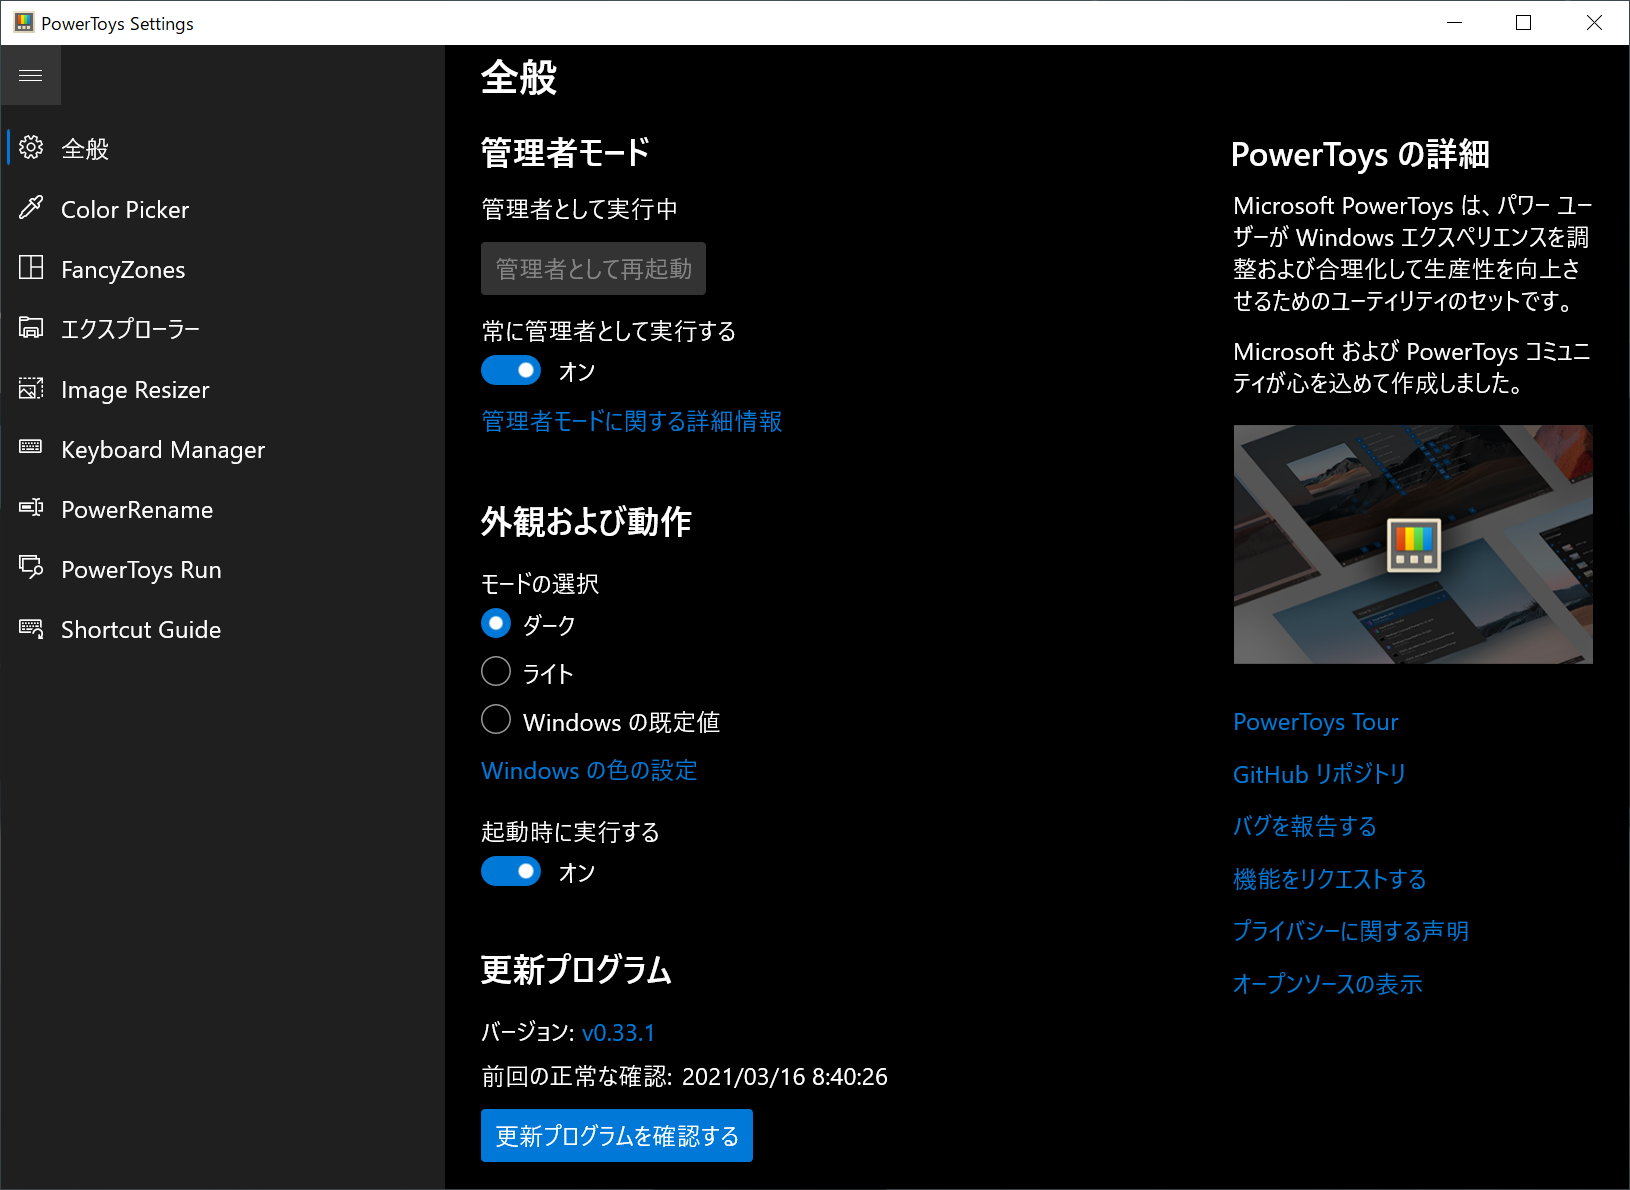 PowerToys Settings
全般
Color Picker
FancyZones
エクスプローラー
Image Resizer
Keyboard Manager
PowerRename
PowerToys Run
Shortcut Guide
全般
管理者モード
管理者として実行中
管理者として再起動
常に管理者として実行する
オン
管理者モードに関する詳細情報
外観および動作
モードの選択
ダーク
ライト
Windows の既定値
Windows の色の設定
起動時に実行する
オン
更新プログラム
バージョン: v0.33.1
前回の正常な確認: 2021/03/16 8:40:26
更新プログラムを確認する
PowerToys の詳細
Microsoft PowerToys は、パワー ユー
ザーが Windows エクスペリエンスを調
整および合理化して生産性を向上さ
せるためのユーティリティのセットです。
Microsoft および PowerToys コミュニ
ティが心を込めて作成しました。
PowerToys Tour
GitHub リポジトリ
バグを報告する
機能をリクエストする
プライバシーに関する声明
オープンソースの表示